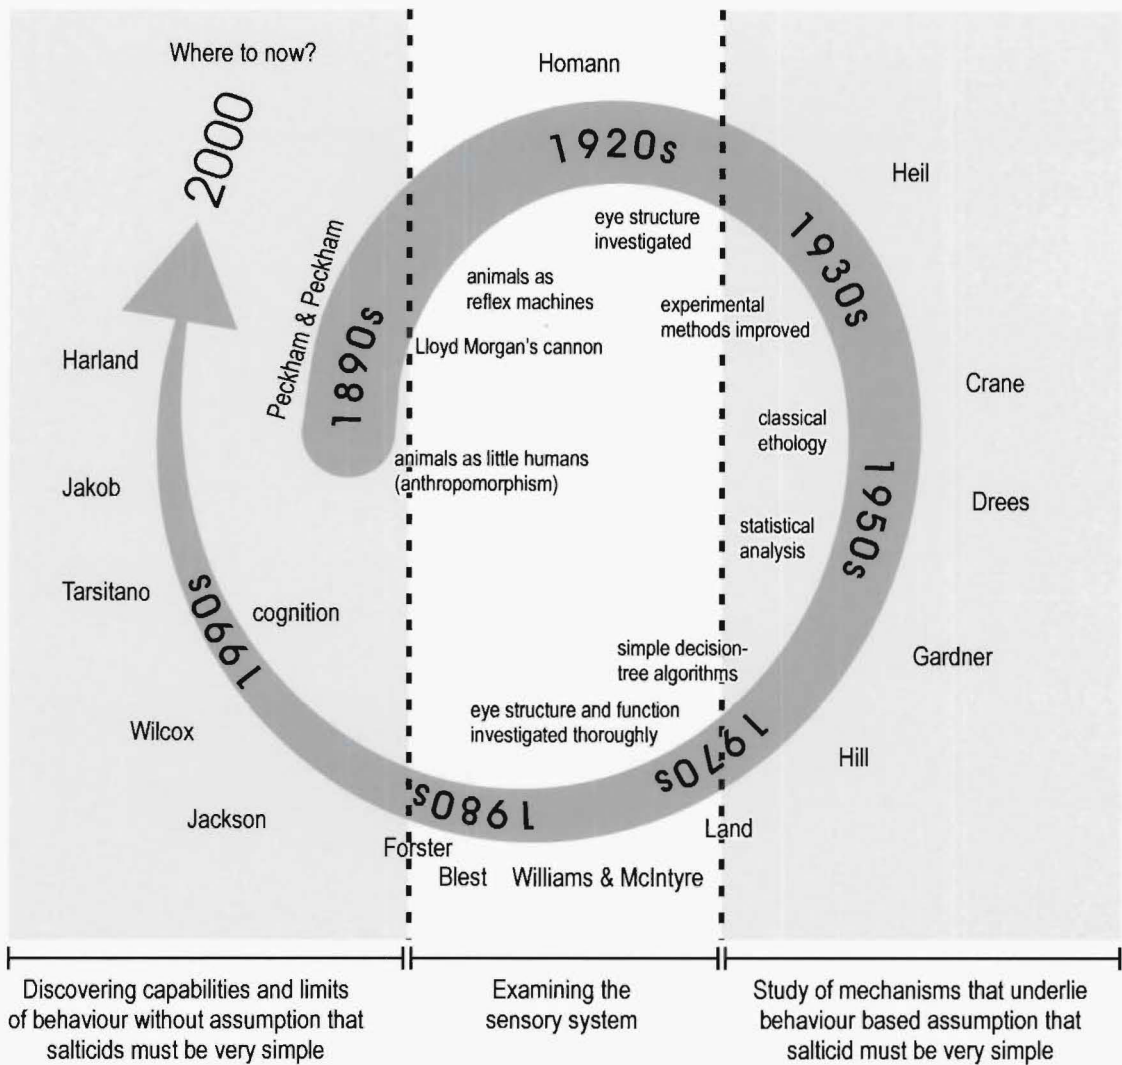 Where to now?
2000
Homann
1920s
Heil
eye structure
investigated
1930s
Peckham & Peckham
1890s
animals as
reflex machines
experimental
methods improved
Lloyd Morgan's cannon
Harland
Crane
classical
ethology
animals as little humans
(anthropomorphism)
Jakob
1950s
Drees
statistical
analysis
Tarsitano
1990s
cognition
simple decision-
tree algorithms
Gardner
eye structure and function
investigated thoroughly
Wilcox
1970s
Hill
Jackson
1980s
Land
Forster
Blest
Williams & McIntyre
Discovering capabilities and limits
of behaviour without assumption that
salticids must be very simple
Examining the
sensory system
Study of mechanisms that underlie
behaviour based assumption that
salticid must be very simple